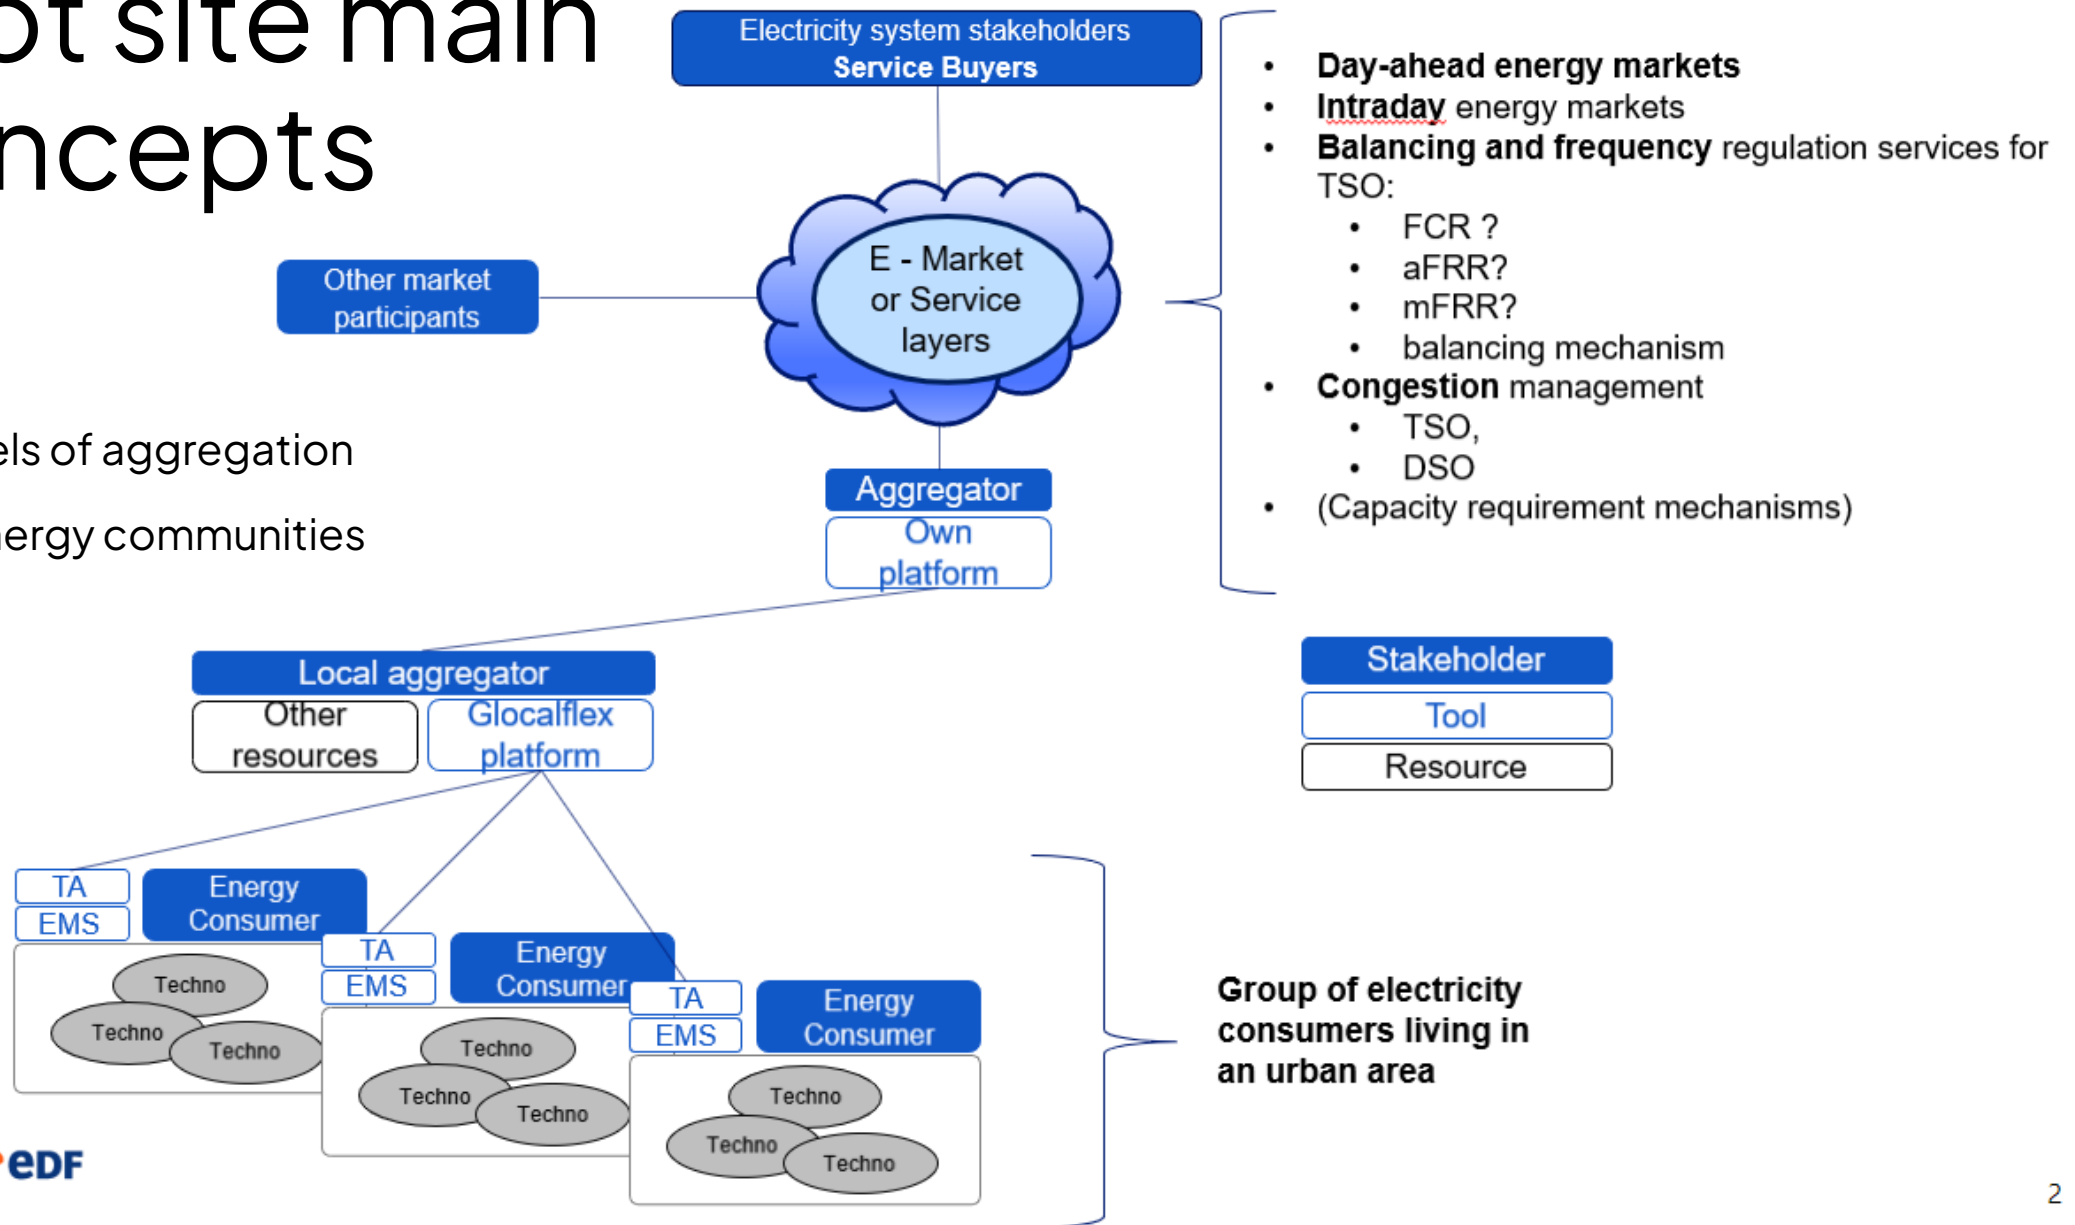 ot site main
ncepts
els of aggregation
nergy communities
Electricity system stakeholders
Service Buyers
Other market
participants
E - Market
or Service
layers
Aggregator
Own
platform
• Day-ahead energy markets
• Intraday energy markets
• Balancing and frequency regulation services for
TSO:
• FCR ?
• aFRR?
• mFRR?
• balancing mechanism
• Congestion management
• TSO,
• DSO
• (Capacity requirement mechanisms)
Local aggregator
Other
resources
Glocalflex
platform
Stakeholder
Tool
Resource
TA
EMS
Energy
Consumer
Techno
Techno
Techno
TA
EMS
Energy
Consumer
Techno
Techno
Techno
TA
EMS
Energy
Consumer
Techno
Techno
Techno
Group of electricity
consumers living in
an urban area
eDF
2